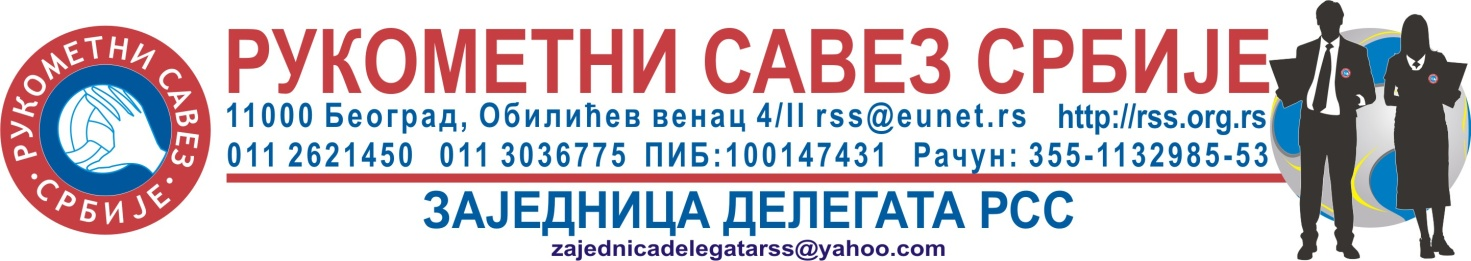 РУКОМЕТНИ САВЕЗ
• СРБИЈЕ •
РУКОМЕТНИ САВЕЗ СРБИЈЕ
11000 Београд, Обилићев венац 4/II rss@eunet.rs http://rss.org.rs
011 2621450 011 3036775 ПИБ:100147431 Рачун: 355-1132985-53
ЗАЈЕДНИЦА ДЕЛЕГАТА РСС
zajednicadelegatarss@yahoo.com